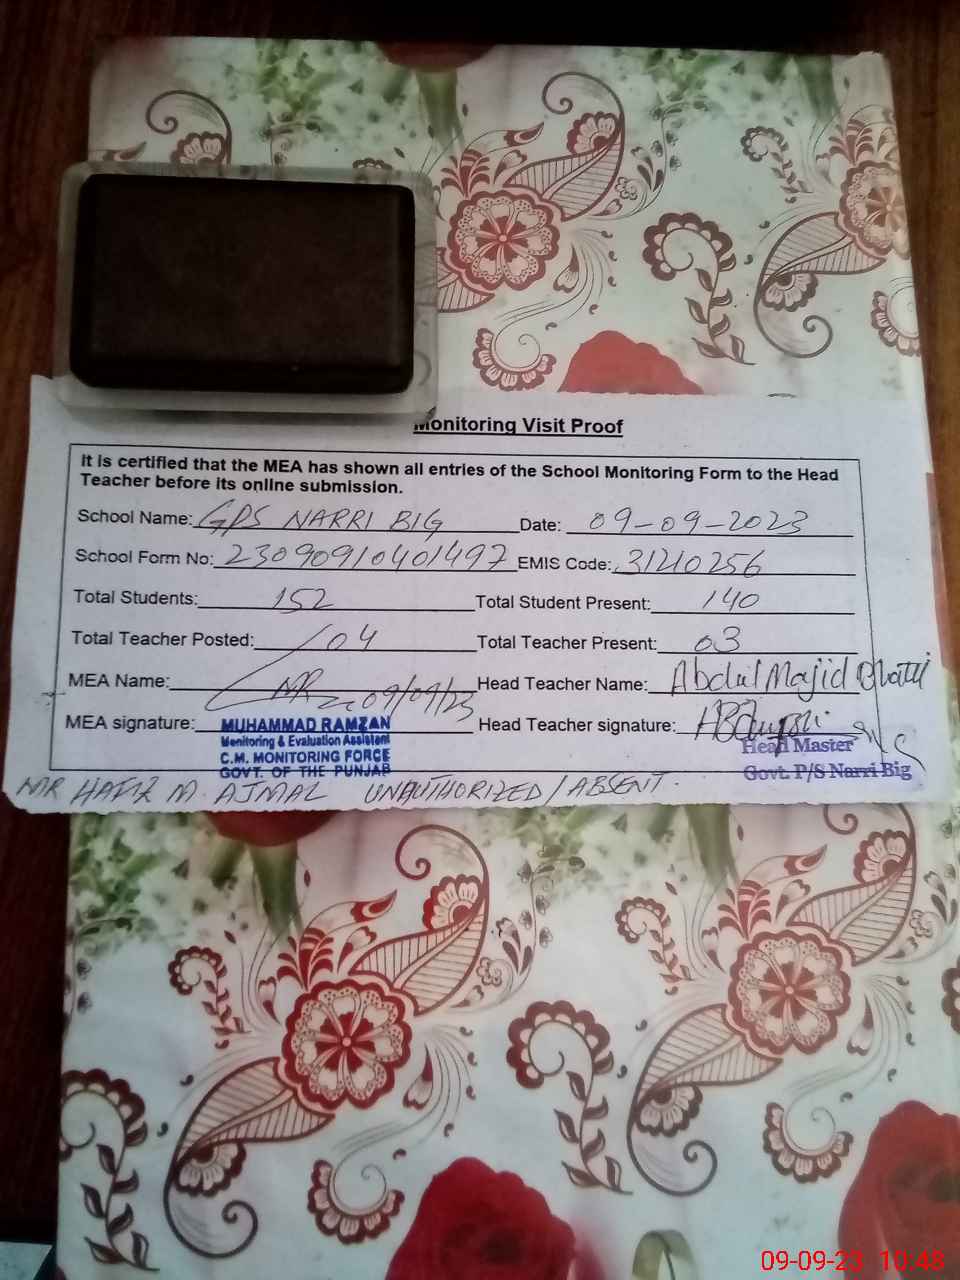 Monitoring Visit Proof
It is certified that the MEA has shown all entries of the School Monitoring Form to the Head
Teacher before its online submission.
School Name: GPS NARRI BIG Date: 09-09-2023
School Form No: 23090910401497 EMIS Code: 31210256
Total Students: 152 Total Student Present: 140
Total Teacher Posted: 04 Total Teacher Present: 03
MEA Name: 09/09/23 Head Teacher Name: Abdul Majid Bhatti
MEA signature: Head Teacher signature:
MUHAMMAD RAMZAN
Monitoring & Evaluation Assistant
C.M. MONITORING FORCE
GOVT. OF THE PUNJAB
Head Master
Govt. P/S Narri Big
MR HAFIZ M. AJMAL UNAUTHORIZED/ABSENT.
09-09-23 10:48